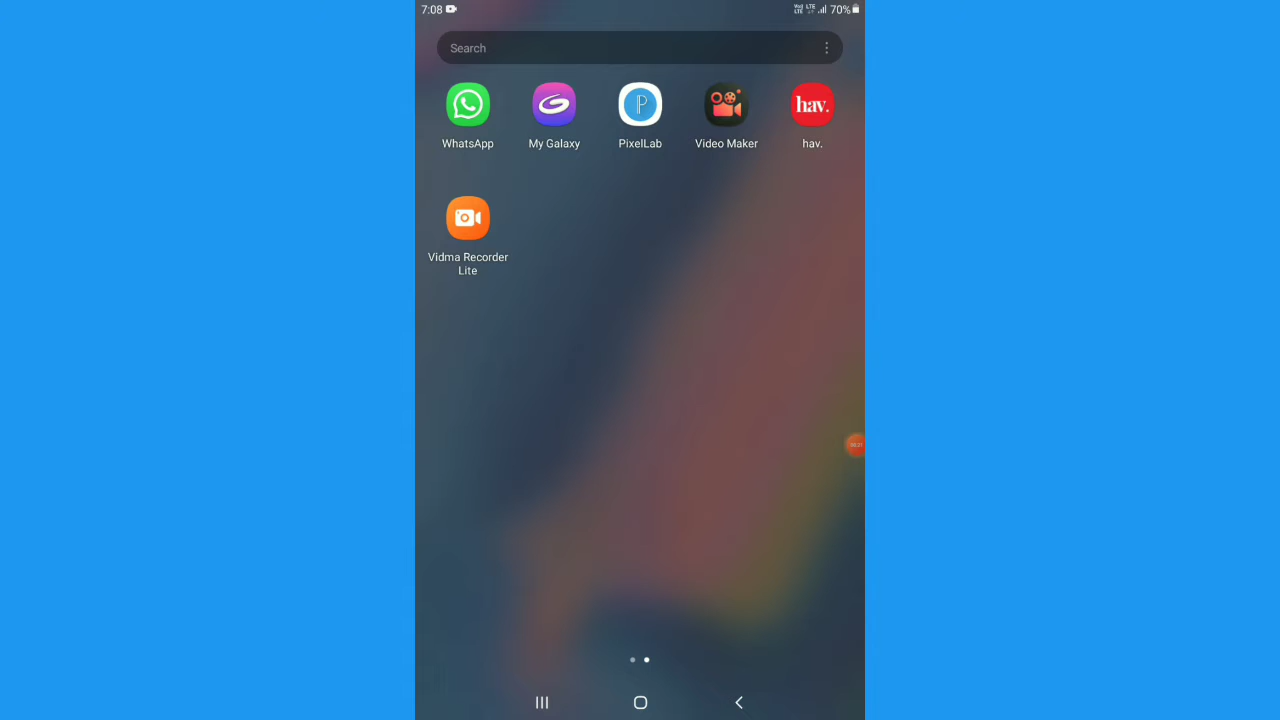 7:08
70%
Search
hav.
WhatsApp
My Galaxy
PixelLab
Video Maker
hav.
Vidma Recorder
Lite